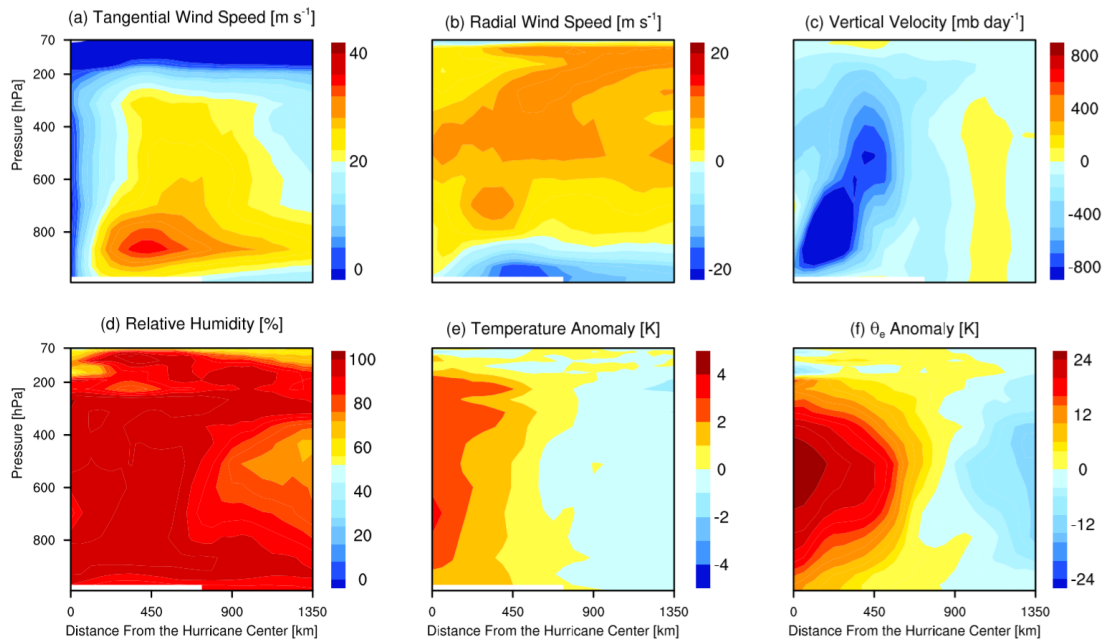 (a) Tangential Wind Speed [m s⁻¹]
(b) Radial Wind Speed [m s⁻¹]
(c) Vertical Velocity [mb day⁻¹]
Pressure [hPa]
70
200
400
600
800
40
20
0
20
10
0
-10
-20
800
400
0
-400
-800
(d) Relative Humidity [%]
(e) Temperature Anomaly [K]
(f) θₑ Anomaly [K]
Pressure [hPa]
70
200
400
600
800
100
80
60
40
20
0
4
2
0
-2
-4
24
12
0
-12
-24
0 450 900 1350
0 450 900 1350
0 450 900 1350
Distance From the Hurricane Center [km]
Distance From the Hurricane Center [km]
Distance From the Hurricane Center [km]